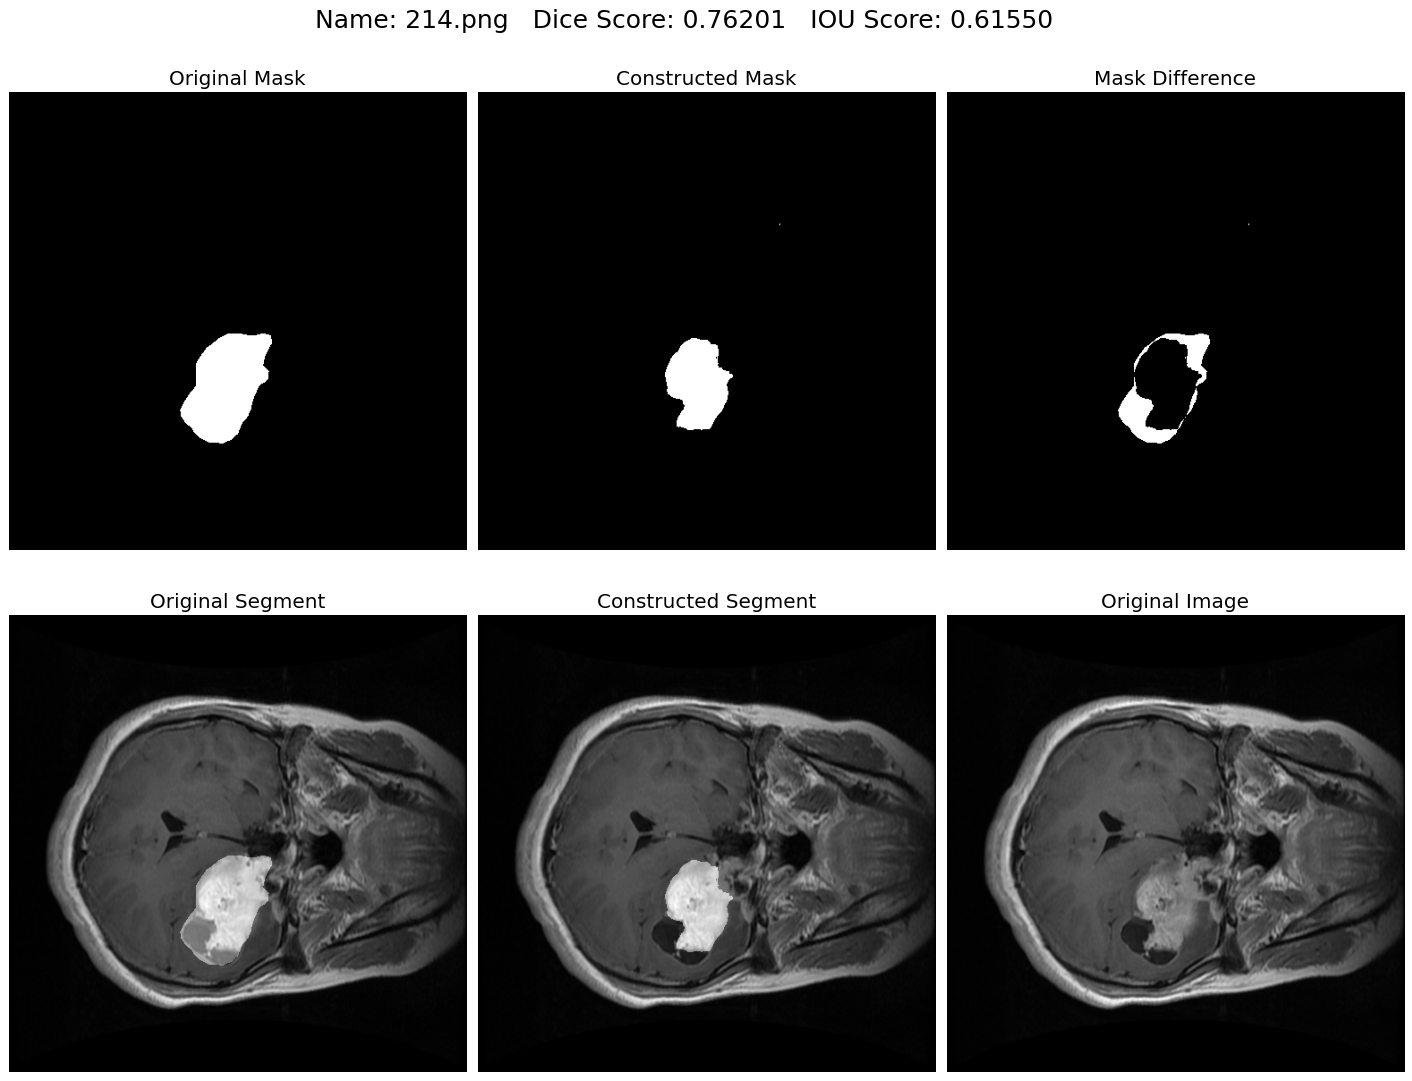 Name: 214.png   Dice Score: 0.76201   IOU Score: 0.61550
Original Mask
Constructed Mask
Mask Difference
Original Segment
Constructed Segment
Original Image